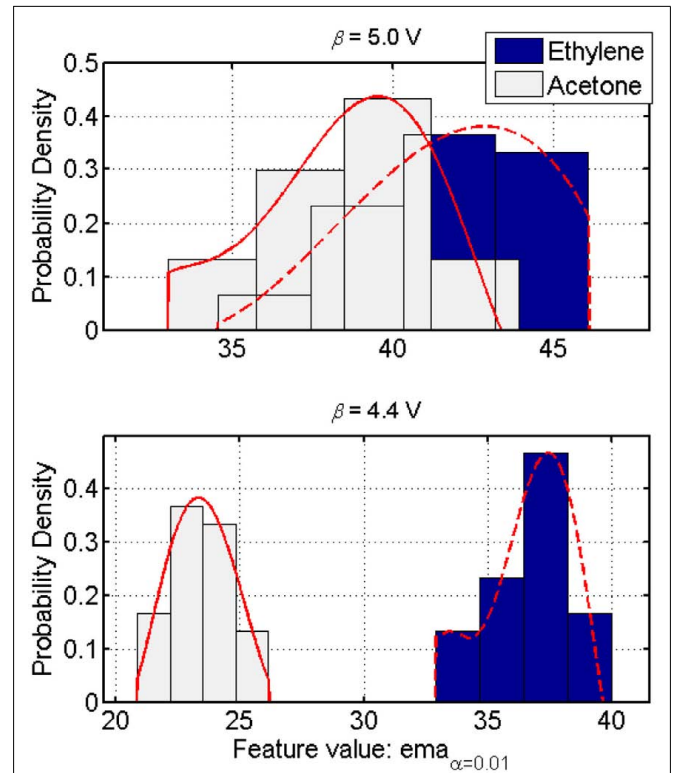 β = 5.0 V
Ethylene
Acetone
Probability Density
0.5
0.4
0.3
0.2
0.1
0
35 40 45
β = 4.4 V
Probability Density
0.4
0.3
0.2
0.1
0
20 25 30 35 40
Feature value: ema α=0.01